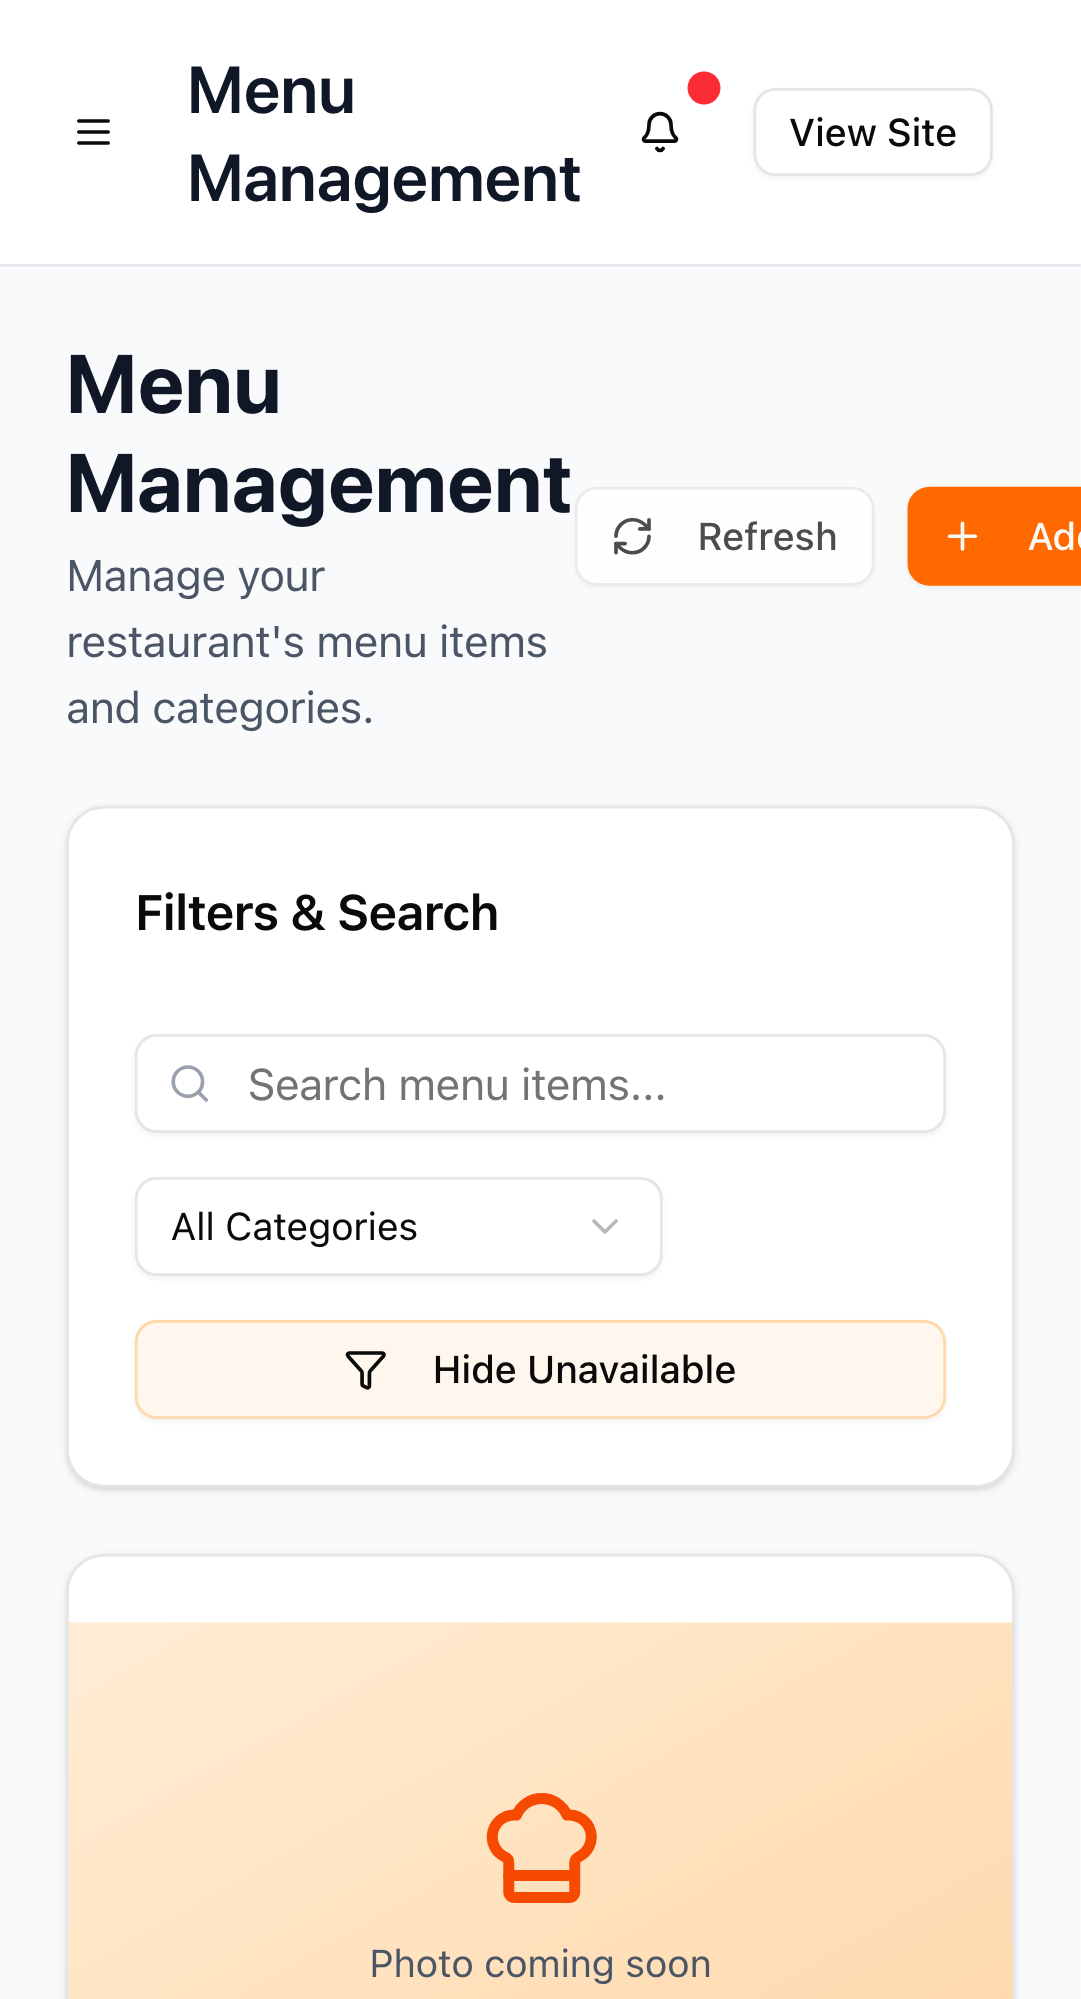 Menu
Management
View Site
Menu
Management
Refresh
Manage your
restaurant's menu items
and categories.
Filters & Search
Search menu items...
All Categories
Hide Unavailable
Photo coming soon